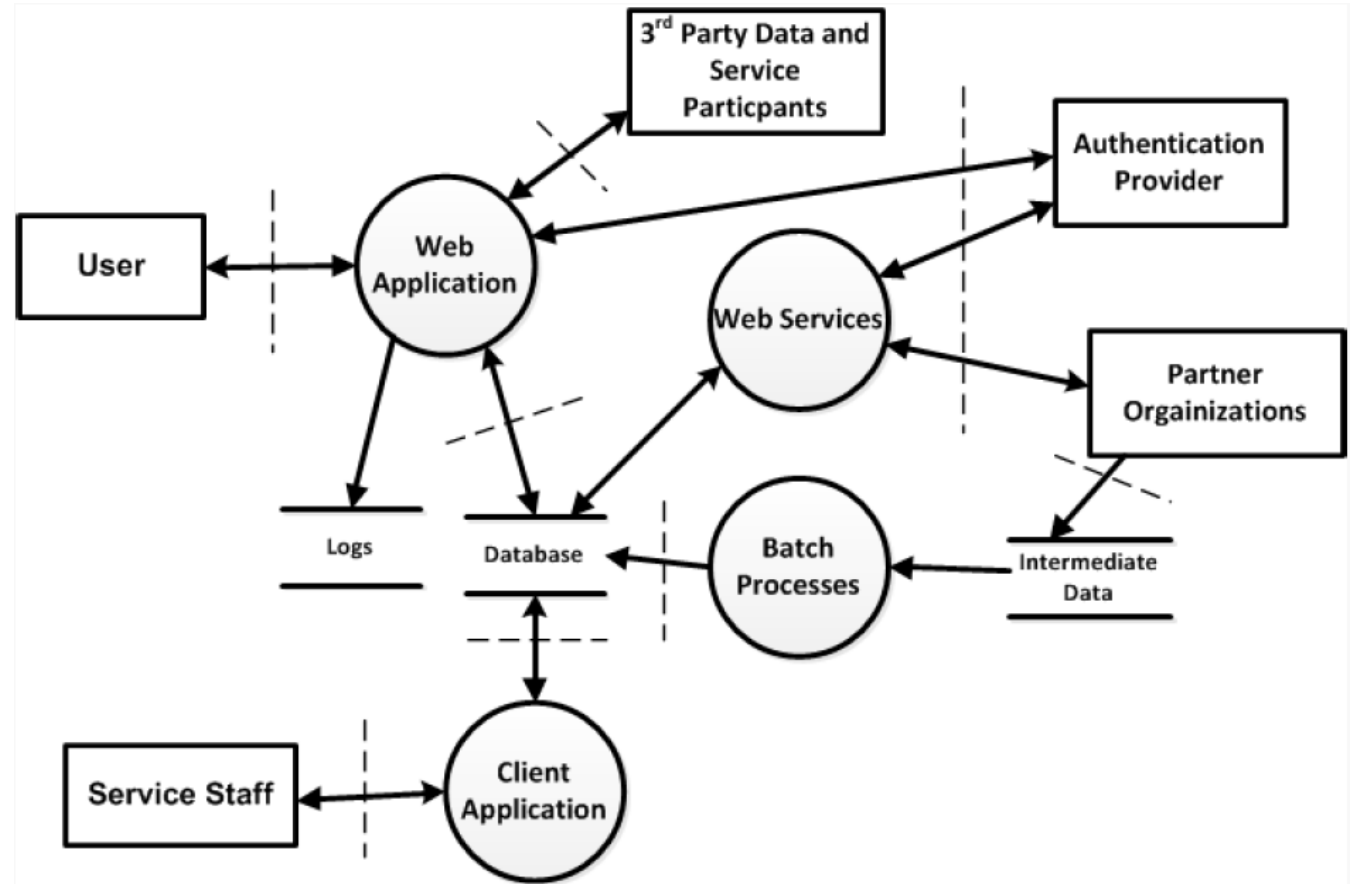 3rd Party Data and
Service
Particpants
Authentication
Provider
User
Web
Application
Web Services
Partner
Orgainizations
Logs
Database
Batch
Processes
Intermediate
Data
Service Staff
Client
Application